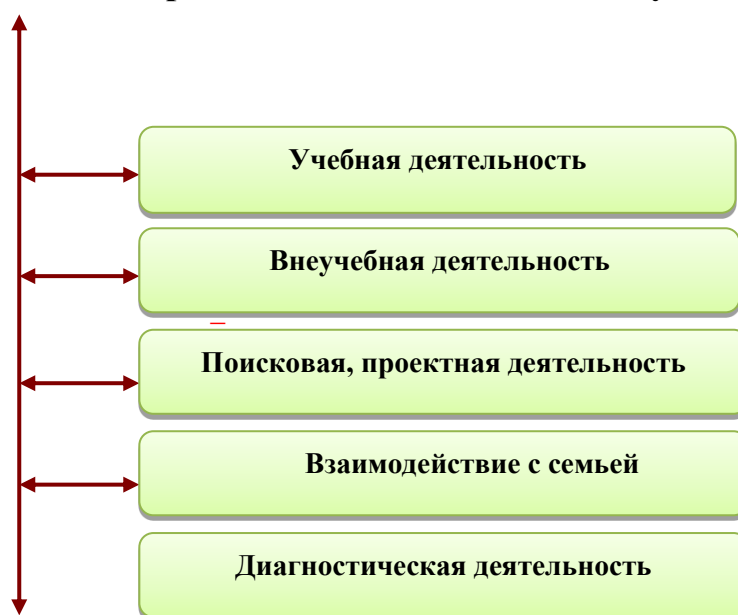 Учебная деятельность
Внеучебная деятельность
Поисковая, проектная деятельность
Взаимодействие с семьей
Диагностическая деятельность